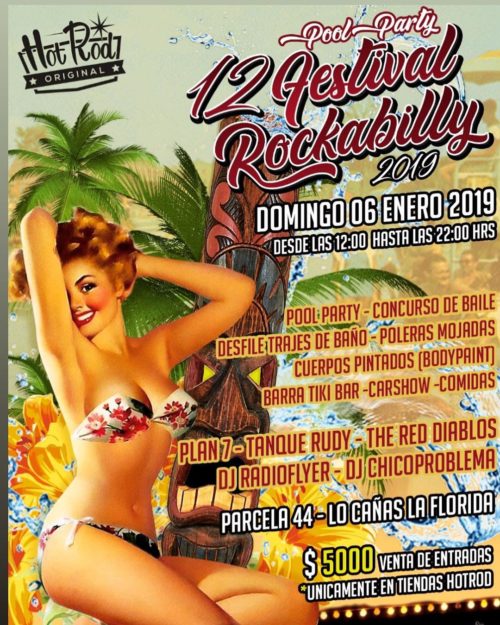 Hot Rod
ORIGINAL
Pool Party
12 Festival
Rockabilly
2019
DOMINGO 06 ENERO 2019
DESDE LAS 12:00 HASTA LAS 22:00 HRS
POOL PARTY - CONCURSO DE BAILE
DESFILE TRAJES DE BAÑO - POLERAS MOJADAS
CUERPOS PINTADOS (BODYPAINT)
BARRA TIKI BAR -CARSHOW -COMIDAS
PLAN 7 - TANQUE RUDY - THE RED DIABLOS
DJ RADIOFLYER - DJ CHICOPROBLEMA
PARCELA 44 - LO CAÑAS LA FLORIDA
$ 5000 VENTA DE ENTRADAS
*UNICAMENTE EN TIENDAS HOTROD